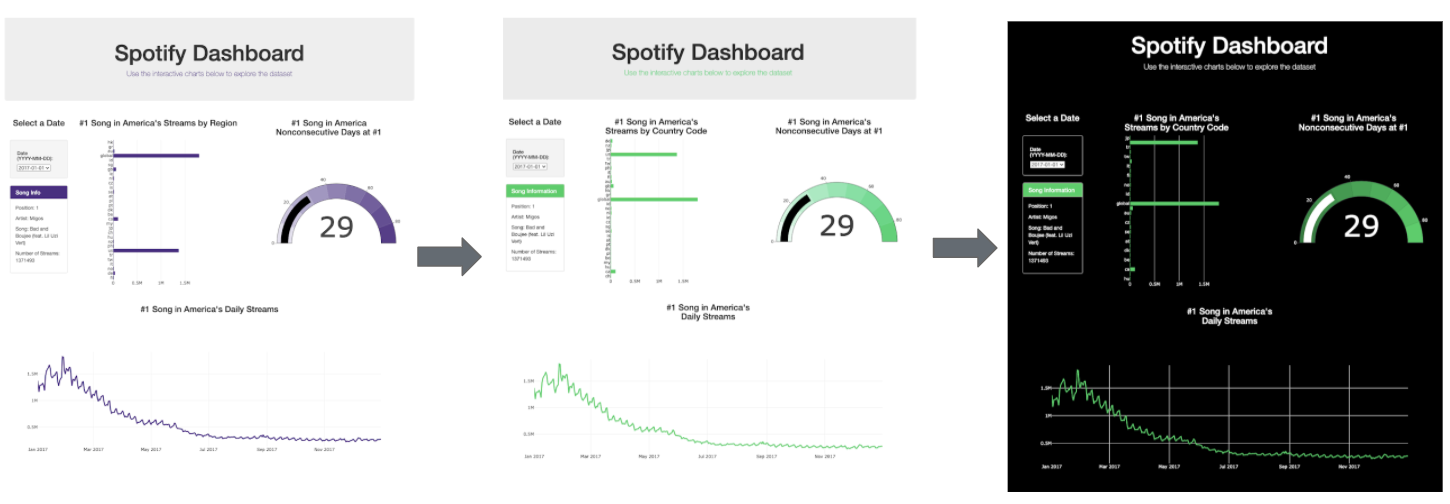 Spotify Dashboard
Use the interactive charts below to explore the dataset
Select a Date
Date
(YYYY-MM-DD):
2017-01-01
Song Info
Position: 1
Artist: Migos
Song: Bad and
Boujee (feat. Lil Uzi
Vert)
Number of Streams:
1371493
#1 Song in America's Streams by Region
global
0
0.5M
1M
1.5M
#1 Song in America
Nonconsecutive Days at #1
0
20
40
60
80
29
#1 Song in America's Daily Streams
1.5M
1M
0.5M
Jan 2017
Mar 2017
May 2017
Jul 2017
Sep 2017
Nov 2017
Spotify Dashboard
Use the interactive charts below to explore the dataset
Select a Date
Date
(YYYY-MM-DD):
2017-01-01
Song Information
Position: 1
Artist: Migos
Song: Bad and
Boujee (feat. Lil Uzi
Vert)
Number of Streams:
1371493
#1 Song in America's
Streams by Country Code
global
0
0.5M
1M
1.5M
#1 Song in America's
Nonconsecutive Days at #1
0
20
40
60
80
29
#1 Song in America's
Daily Streams
1.5M
1M
0.5M
Jan 2017
Mar 2017
May 2017
Jul 2017
Sep 2017
Nov 2017
Spotify Dashboard
Use the interactive charts below to explore the dataset
Select a Date
Date
(YYYY-MM-DD):
2017-01-01
Song Information
Position: 1
Artist: Migos
Song: Bad and
Boujee (feat. Lil Uzi
Vert)
Number of Streams:
1371493
#1 Song in America's
Streams by Country Code
global
0
0.5M
1M
1.5M
#1 Song in America's
Nonconsecutive Days at #1
0
20
40
60
80
29
#1 Song in America's
Daily Streams
1.5M
1M
0.5M
Jan 2017
Mar 2017
May 2017
Jul 2017
Sep 2017
Nov 2017